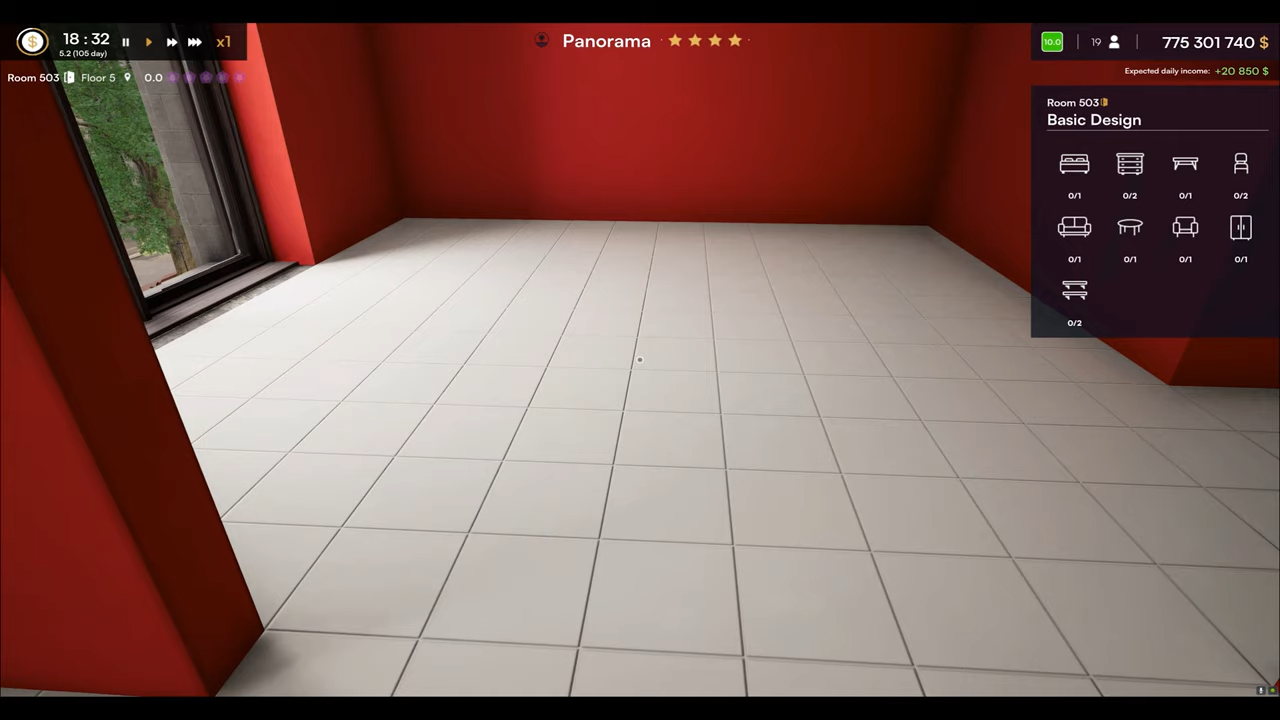 18 : 32
x1
5.2 (105 day)
Room 503 Floor 5 0.0
Panorama
10.0 19 775 301 740 $
Expected daily income: +20 850 $
Room 503
Basic Design
0/1 0/2 0/1 0/2
0/1 0/1 0/1 0/1
0/2